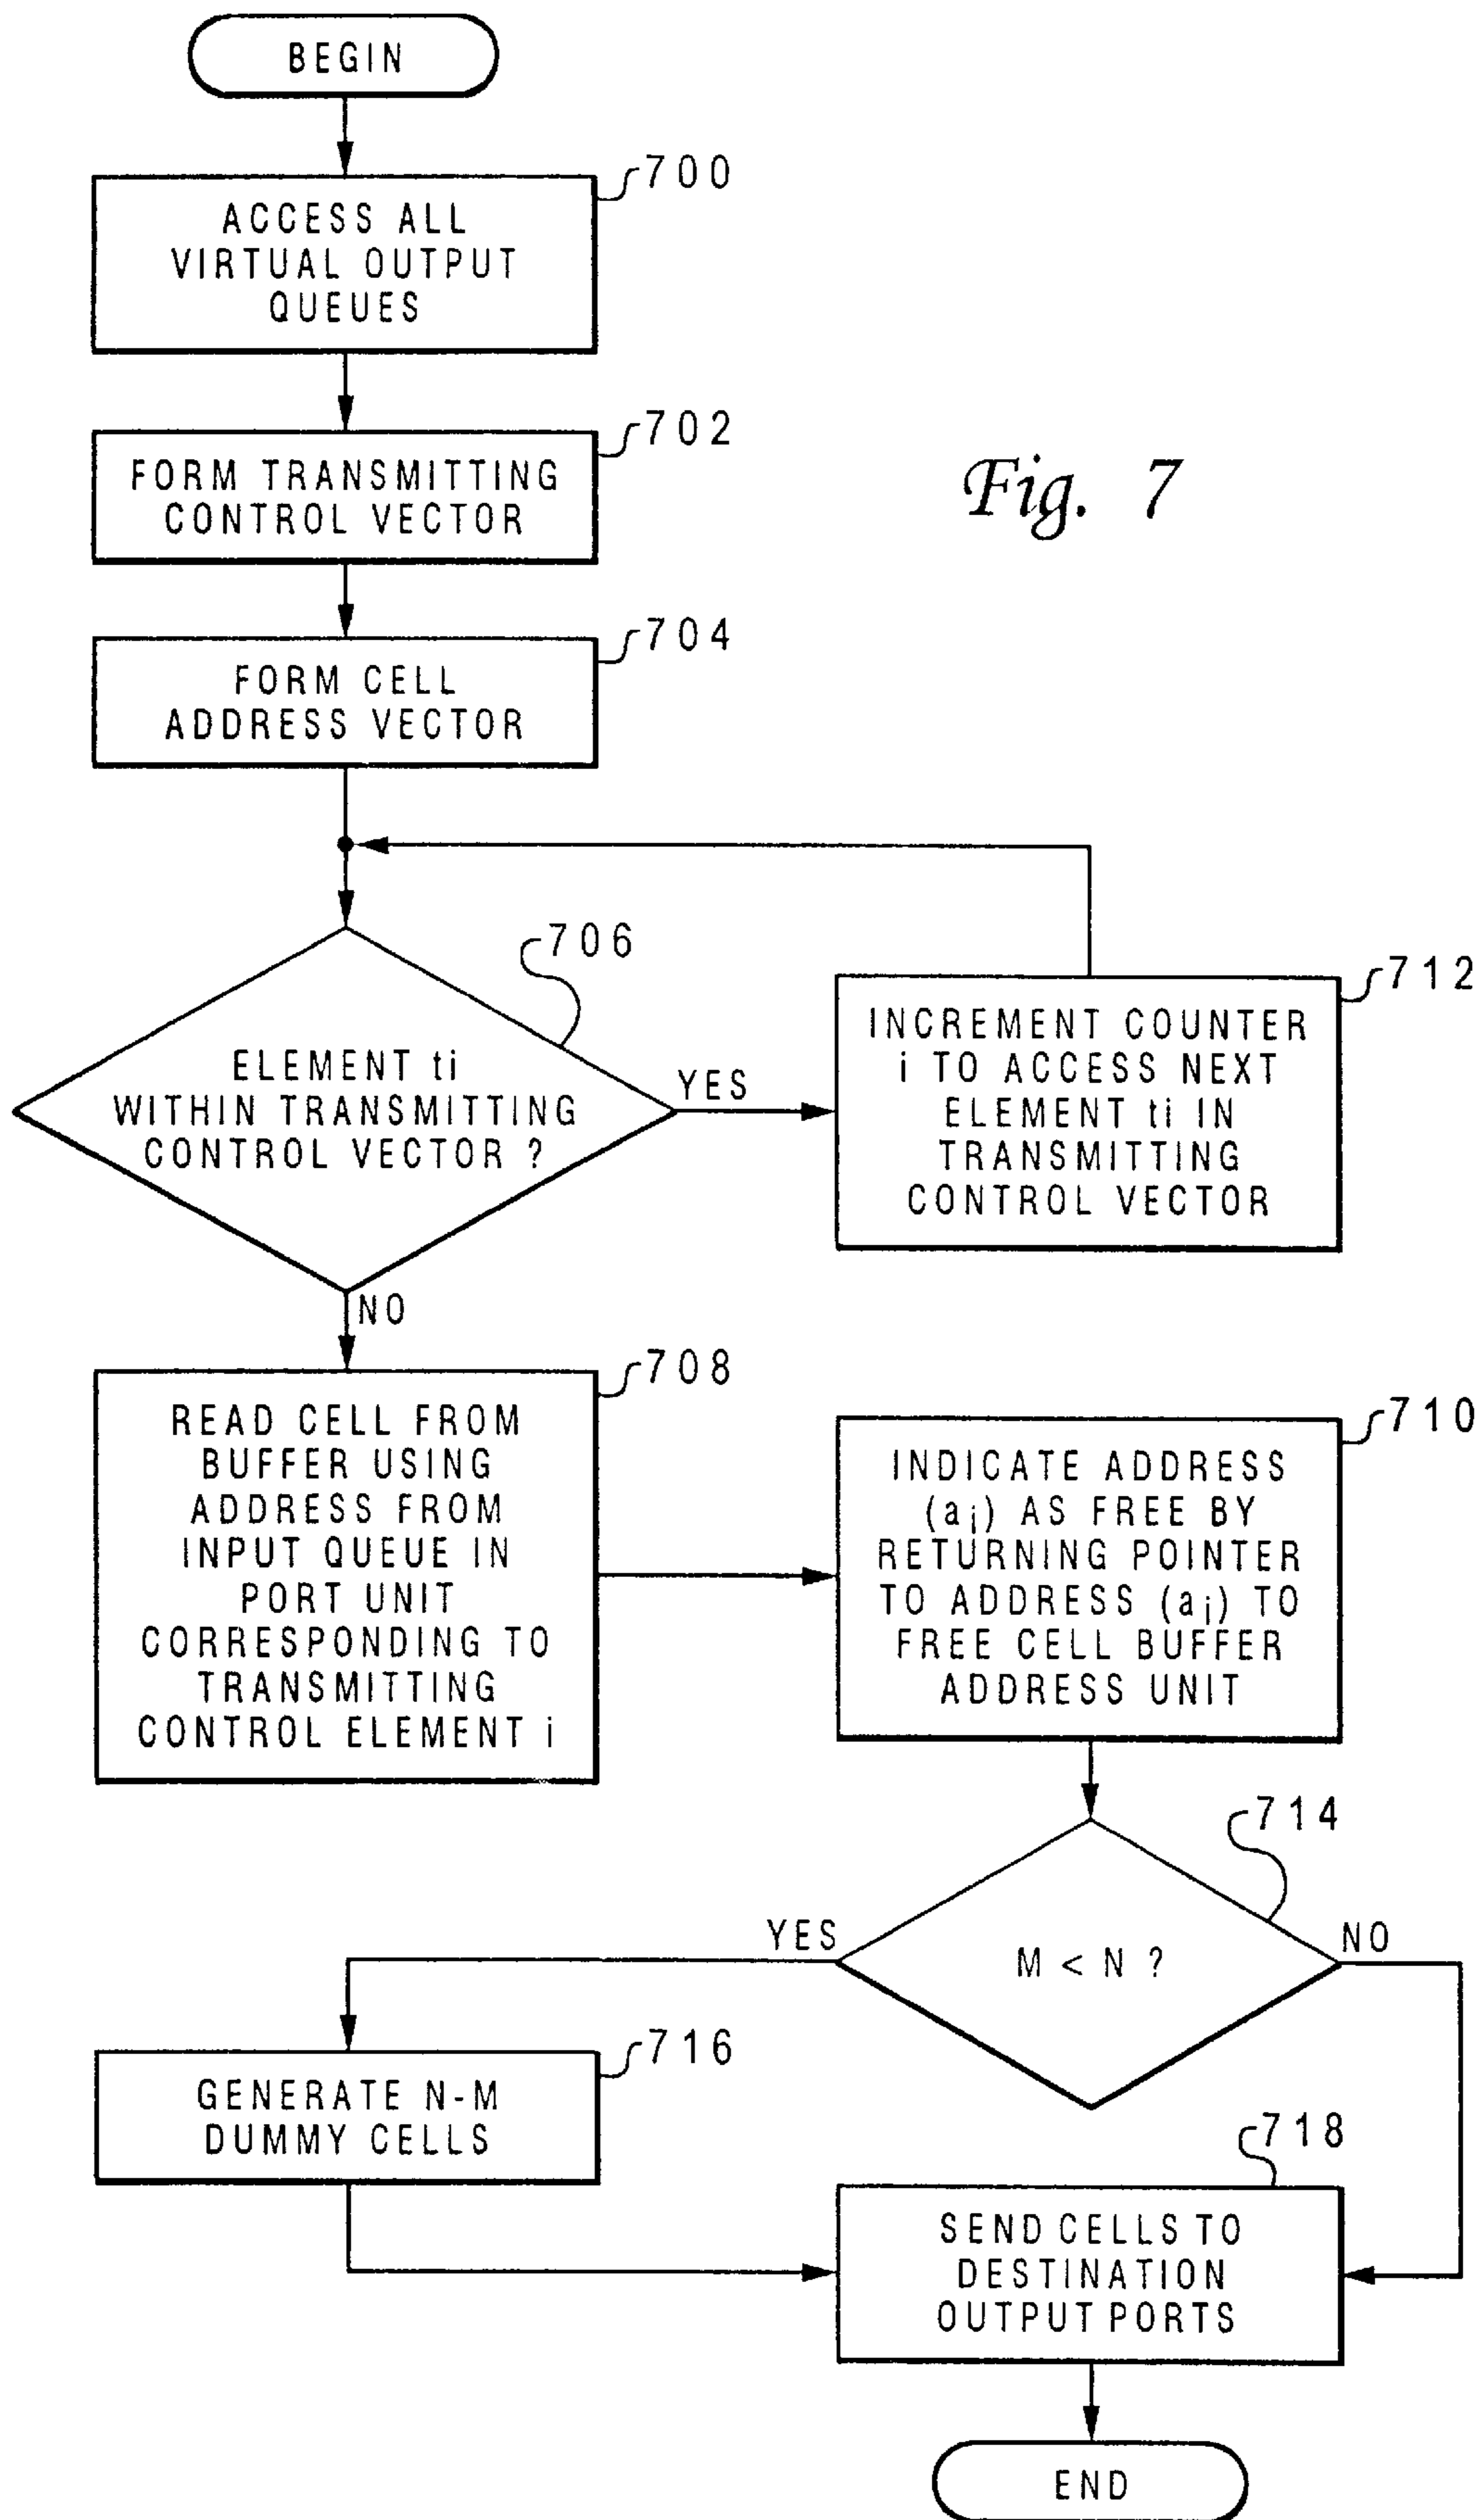 BEGIN
700
ACCESS ALL
VIRTUAL OUTPUT
QUEUES
702
FORM TRANSMITTING
CONTROL VECTOR
Fig. 7
704
FORM CELL
ADDRESS VECTOR
706
ELEMENT ti
WITHIN TRANSMITTING
CONTROL VECTOR ?
YES
NO
712
INCREMENT COUNTER
i TO ACCESS NEXT
ELEMENT ti IN
TRANSMITTING
CONTROL VECTOR
708
READ CELL FROM
BUFFER USING
ADDRESS FROM
INPUT QUEUE IN
PORT UNIT
CORRESPONDING TO
TRANSMITTING
CONTROL ELEMENT i
710
INDICATE ADDRESS
(ai) AS FREE BY
RETURNING POINTER
TO ADDRESS (ai) TO
FREE CELL BUFFER
ADDRESS UNIT
714
YES
M < N ?
NO
716
GENERATE N-M
DUMMY CELLS
718
SEND CELLS TO
DESTINATION
OUTPUT PORTS
END